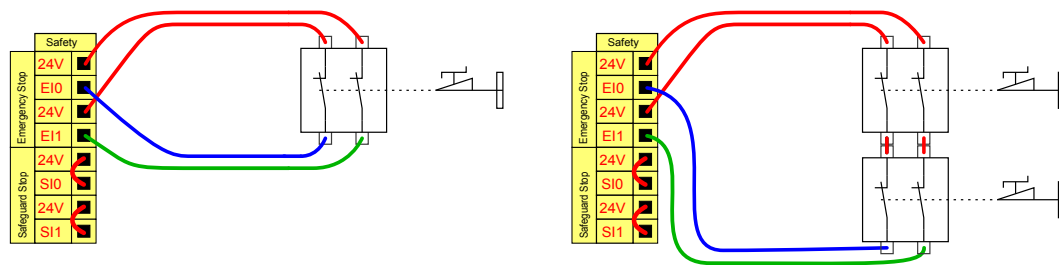 Safety
Emergency Stop
24V
EI0
24V
EI1
Safeguard Stop
24V
SI0
24V
SI1
Safety
Emergency Stop
24V
EI0
24V
EI1
Safeguard Stop
24V
SI0
24V
SI1